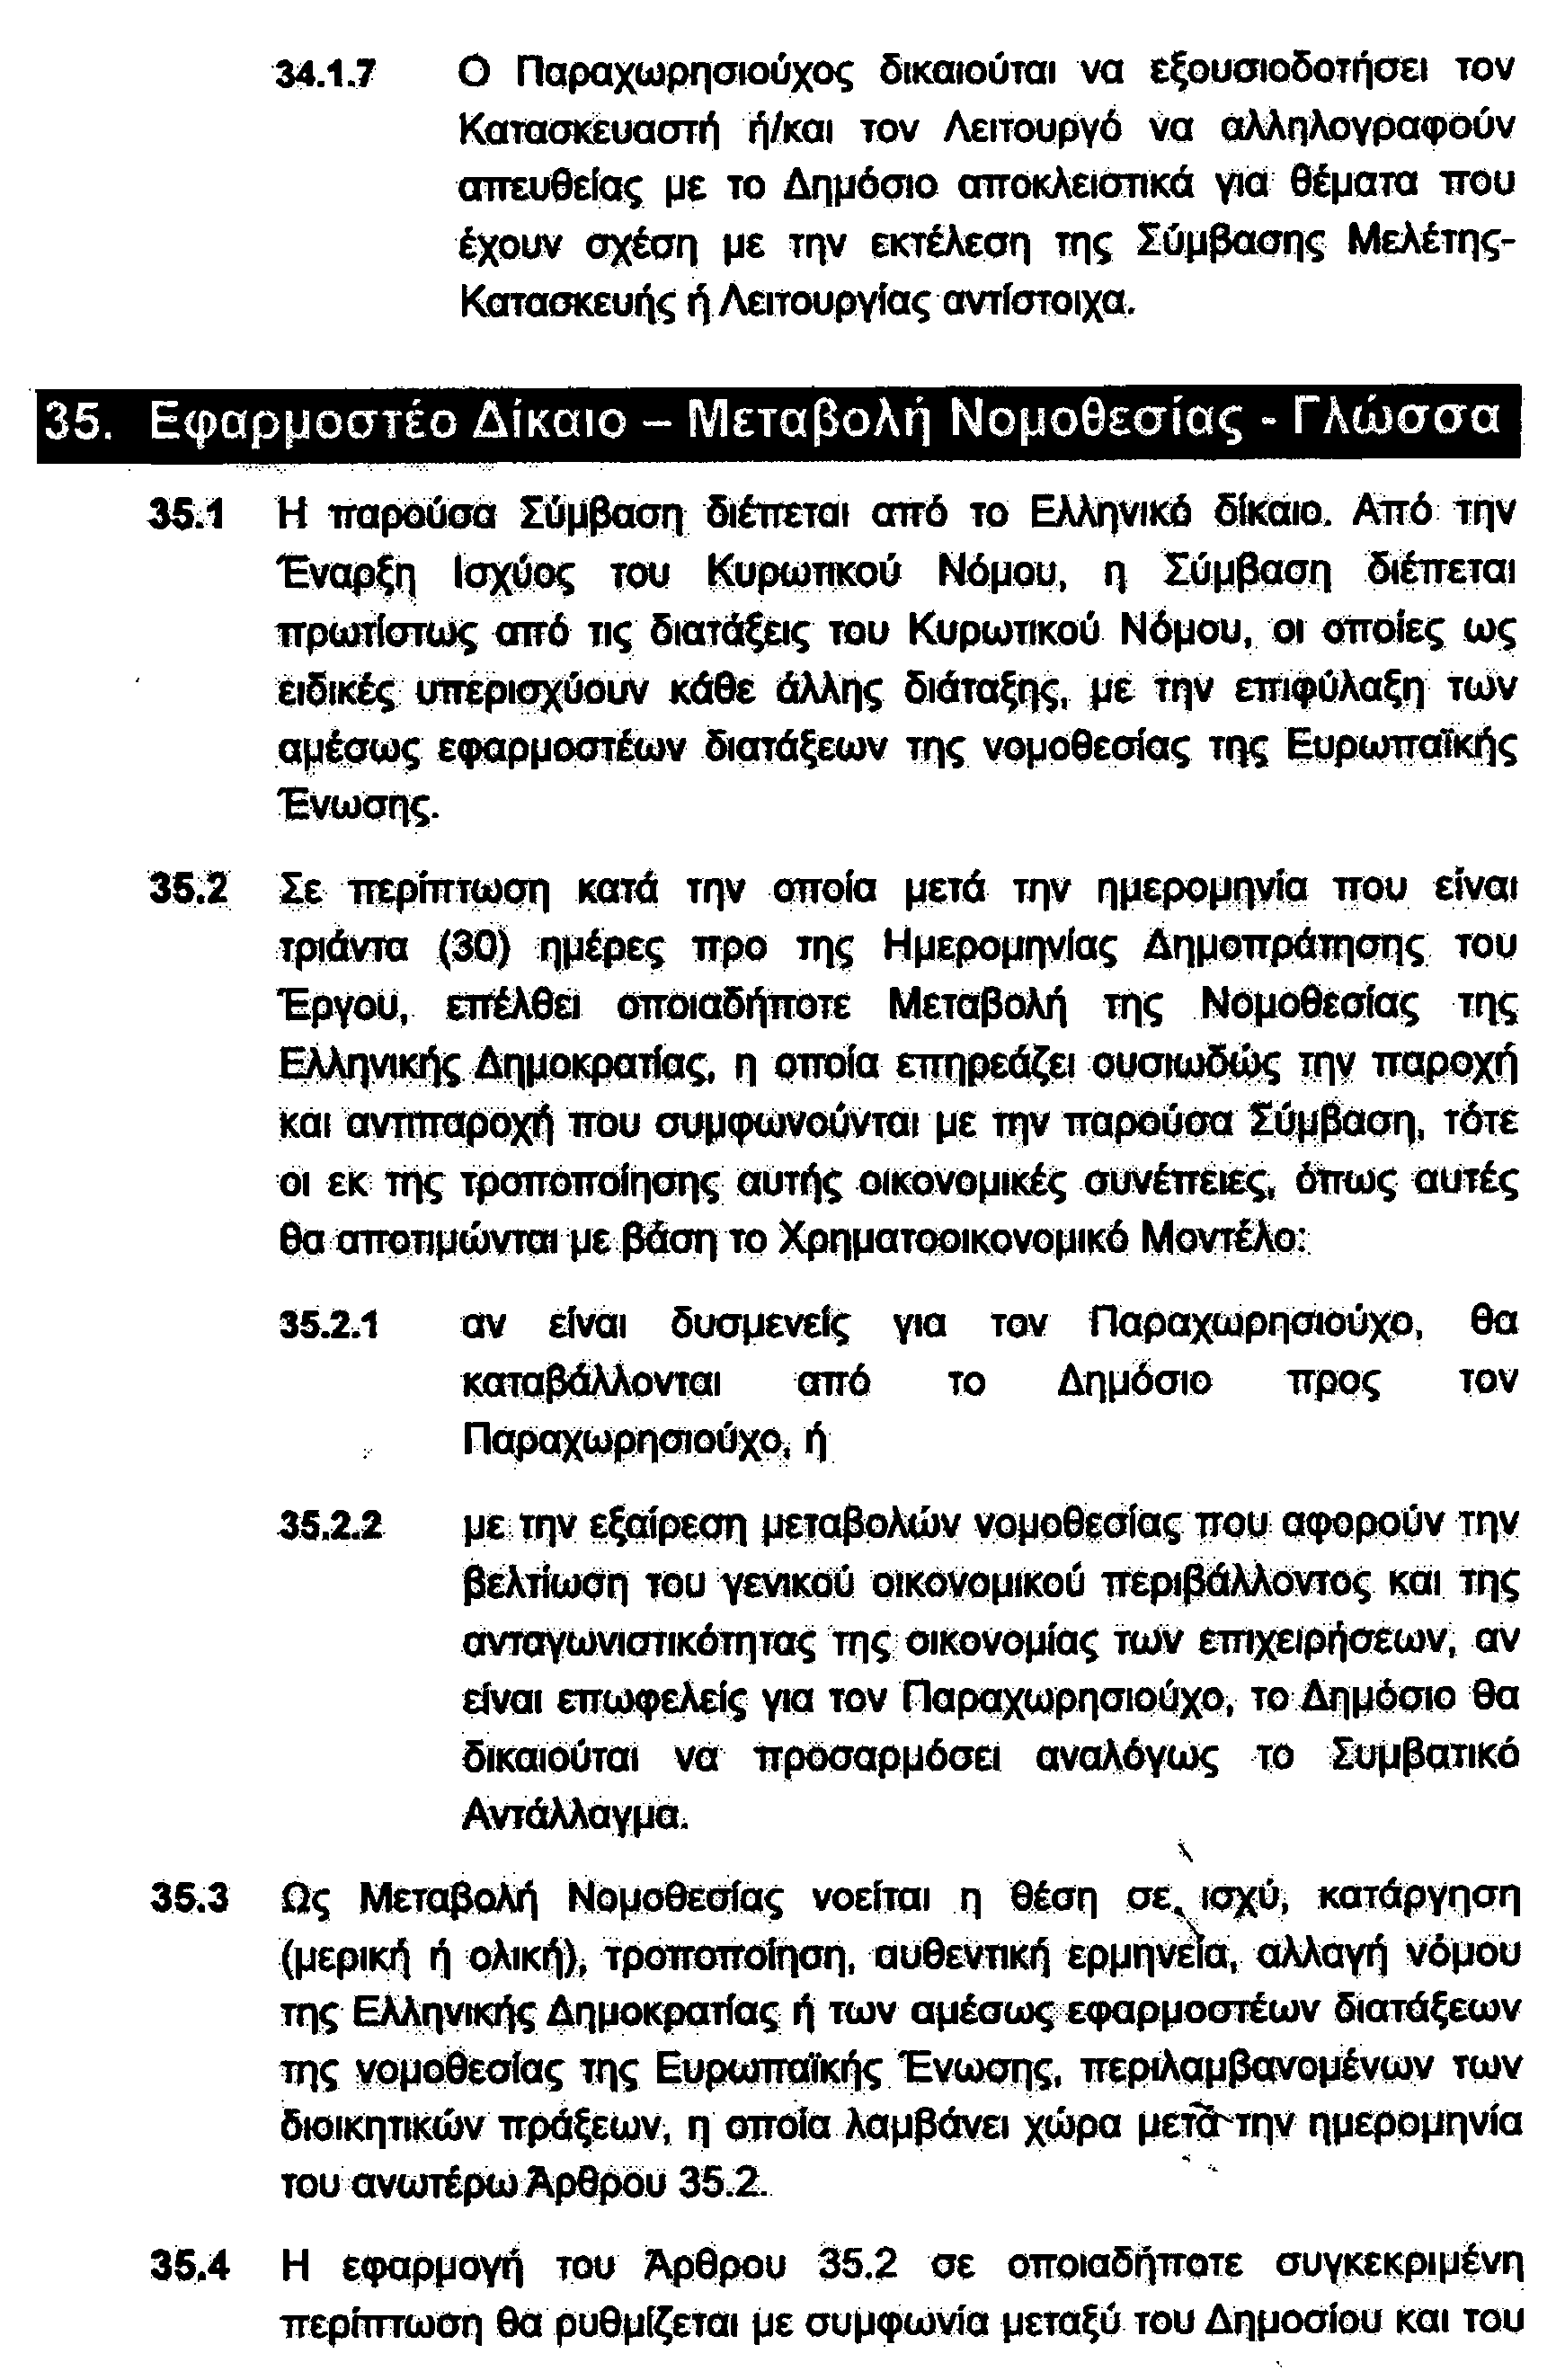 34.1.7 Ο Παραχωρησιούχος δικαιούται να εξουσιοδοτήσει τον
Κατασκευαστή ή/και τον Λειτουργό να αλληλογραφούν
απευθείας με το Δημόσιο αποκλειστικά για θέματα που
έχουν σχέση με την εκτέλεση της Σύμβασης Μελέτης-
Κατασκευής ή Λειτουργίας αντίστοιχα.
35. Εφαρμοστέο Δίκαιο – Μεταβολή Νομοθεσίας - Γλώσσα
35.1 Η παρούσα Σύμβαση διέπεται από το Ελληνικό δίκαιο. Από την
Έναρξη Ισχύος του Κυρωτικού Νόμου, η Σύμβαση διέπεται
πρωτίστως από τις διατάξεις του Κυρωτικού Νόμου, οι οποίες ως
ειδικές υπερισχύουν κάθε άλλης διάταξης, με την επιφύλαξη των
αμέσως εφαρμοστέων διατάξεων της νομοθεσίας της Ευρωπαϊκής
Ένωσης.
35.2 Σε περίπτωση κατά την οποία μετά την ημερομηνία που είναι
τριάντα (30) ημέρες προ της Ημερομηνίας Δημοπράτησης του
Έργου, επέλθει οποιαδήποτε Μεταβολή της Νομοθεσίας της
Ελληνικής Δημοκρατίας, η οποία επηρεάζει ουσιωδώς την παροχή
και αντιπαροχή που συμφωνούνται με την παρούσα Σύμβαση, τότε
οι εκ της τροποποίησης αυτής οικονομικές συνέπειες, όπως αυτές
θα αποτιμώνται με βάση το Χρηματοοικονομικό Μοντέλο:
35.2.1 αν είναι δυσμενείς για τον Παραχωρησιούχο, θα
καταβάλλονται από το Δημόσιο προς τον
Παραχωρησιούχο, ή
35.2.2 με την εξαίρεση μεταβολών νομοθεσίας που αφορούν την
βελτίωση του γενικού οικονομικού περιβάλλοντος και της
ανταγωνιστικότητας της οικονομίας των επιχειρήσεων, αν
είναι επωφελείς για τον Παραχωρησιούχο, το Δημόσιο θα
δικαιούται να προσαρμόσει αναλόγως το Συμβατικό
Αντάλλαγμα.
35.3 Ως Μεταβολή Νομοθεσίας νοείται η θέση σε ισχύ, κατάργηση
(μερική ή ολική), τροποποίηση, αυθεντική ερμηνεία, αλλαγή νόμου
της Ελληνικής Δημοκρατίας ή των αμέσως εφαρμοστέων διατάξεων
της νομοθεσίας της Ευρωπαϊκής Ένωσης, περιλαμβανομένων των
διοικητικών πράξεων, η οποία λαμβάνει χώρα μετά την ημερομηνία
του ανωτέρω Άρθρου 35.2.
35.4 Η εφαρμογή του Άρθρου 35.2 σε οποιαδήποτε συγκεκριμένη
περίπτωση θα ρυθμίζεται με συμφωνία μεταξύ του Δημοσίου και του